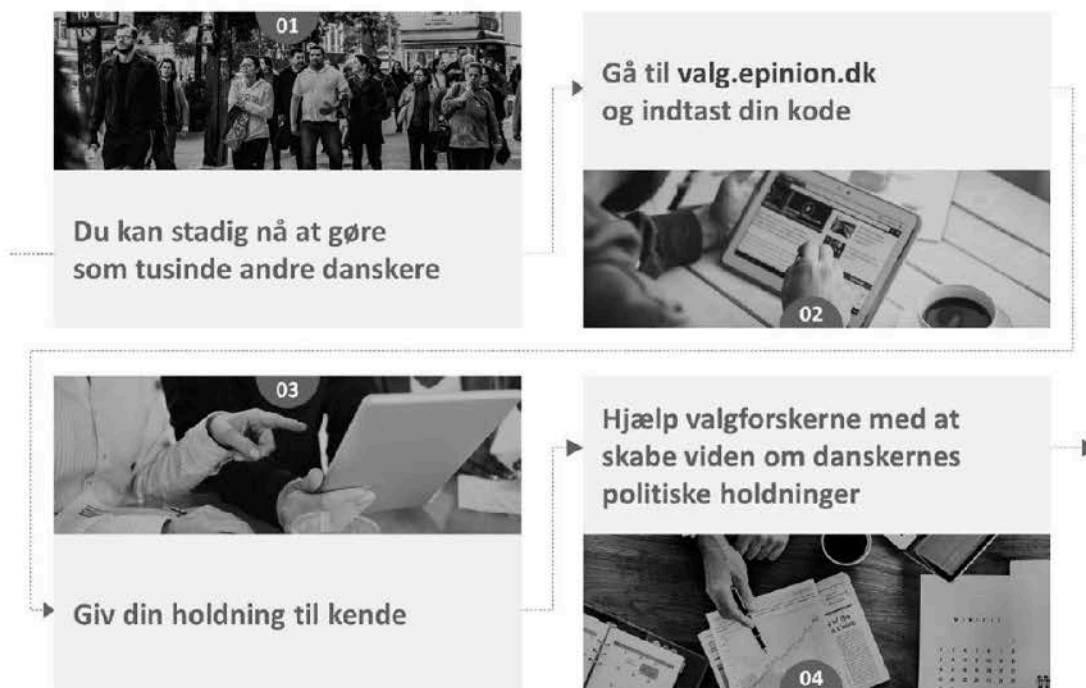 01
Du kan stadig nå at gøre
som tusinde andre danskere
Gå til valg.epinion.dk
og indtast din kode
02
03
Giv din holdning til kende
Hjælp valgforskerne med at
skabe viden om danskernes
politiske holdninger
04